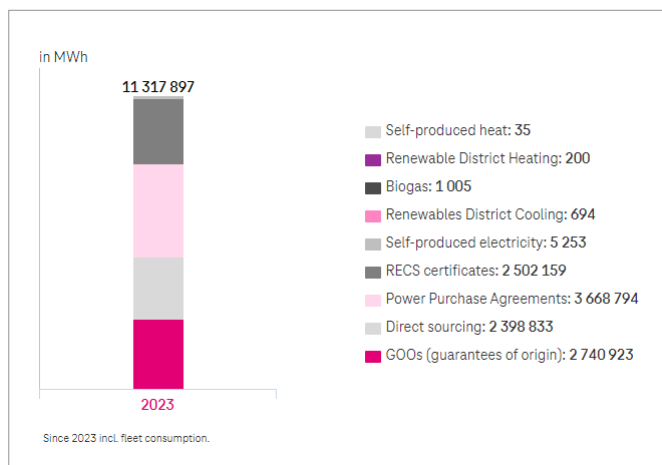 in MWh
11 317 897
Self-produced heat: 35
Renewable District Heating: 200
Biogas: 1 005
Renewables District Cooling: 694
Self-produced electricity: 5 253
RECS certificates: 2 502 159
Power Purchase Agreements: 3 668 794
Direct sourcing: 2 398 833
GOOs (guarantees of origin): 2 740 923
2023
Since 2023 incl. fleet consumption.